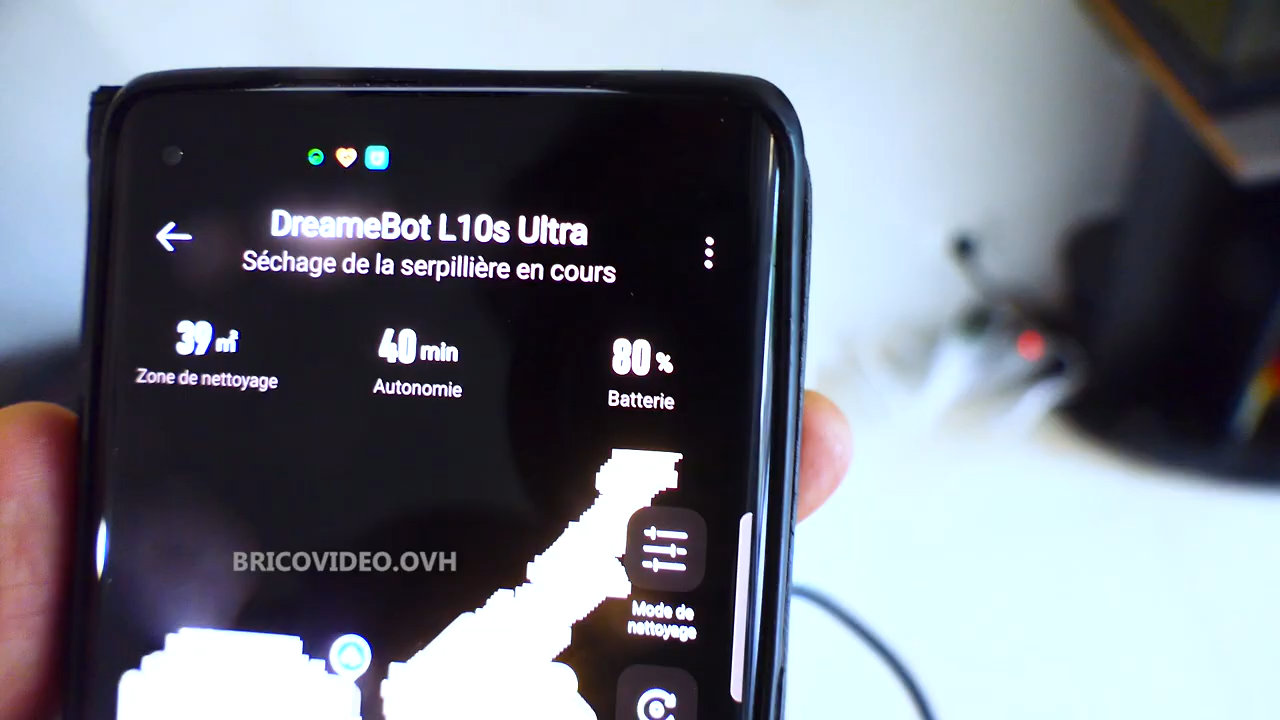 DreameBot L10s Ultra
Séchage de la serpillière en cours
39 m²
40 min
80 %
Zone de nettoyage
Autonomie
Batterie
BRICOVIDEO.OVH
Mode de
nettoyage